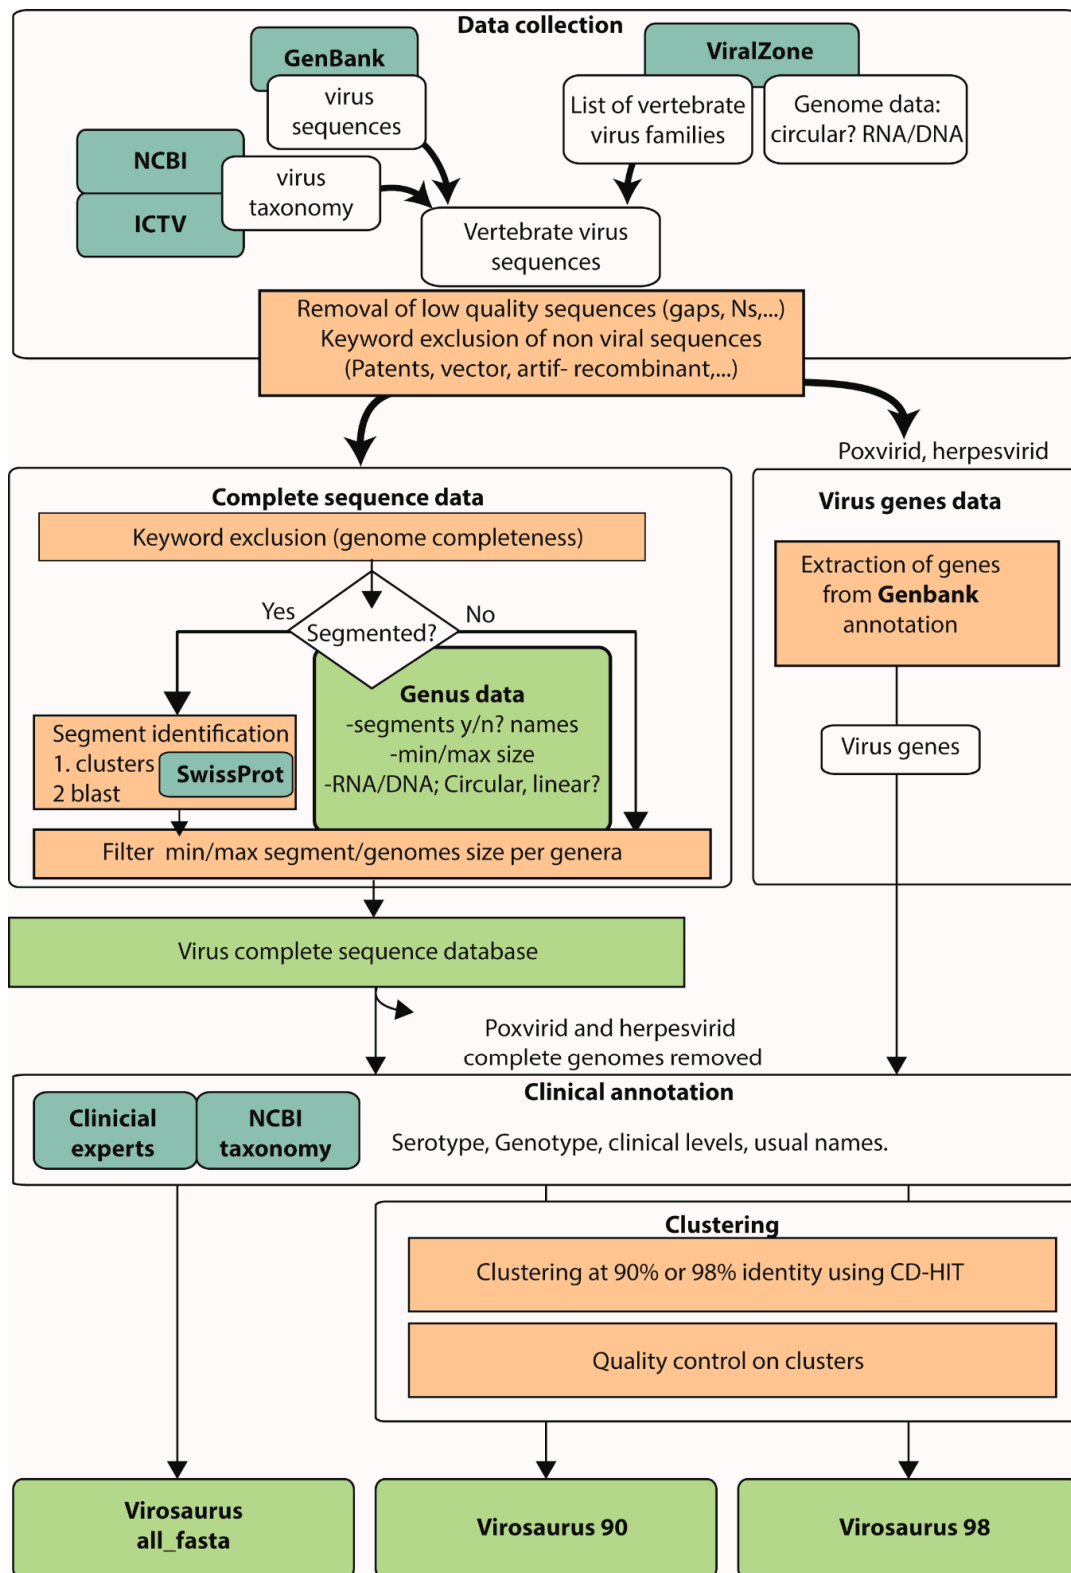 Data collection
GenBank
virus
sequences
ViralZone
List of vertebrate
virus families
Genome data:
circular? RNA/DNA
NCBI
ICTV
virus
taxonomy
Vertebrate virus
sequences
Removal of low quality sequences (gaps, Ns,...)
Keyword exclusion of non viral sequences
(Patents, vector, artif- recombinant,...)
Poxvirid, herpesvirid
Complete sequence data
Keyword exclusion (genome completeness)
Yes
No
Segmented?
Genus data
-segments y/n? names
-min/max size
-RNA/DNA; Circular, linear?
Segment identification
1. clusters
2 blast
SwissProt
Filter min/max segment/genomes size per genera
Virus genes data
Extraction of genes
from Genbank
annotation
Virus genes
Virus complete sequence database
Poxvirid and herpesvirid
complete genomes removed
Clinical annotation
Clinicial
experts
NCBI
taxonomy
Serotype, Genotype, clinical levels, usual names.
Clustering
Clustering at 90% or 98% identity using CD-HIT
Quality control on clusters
Virosaurus
all_fasta
Virosaurus 90
Virosaurus 98